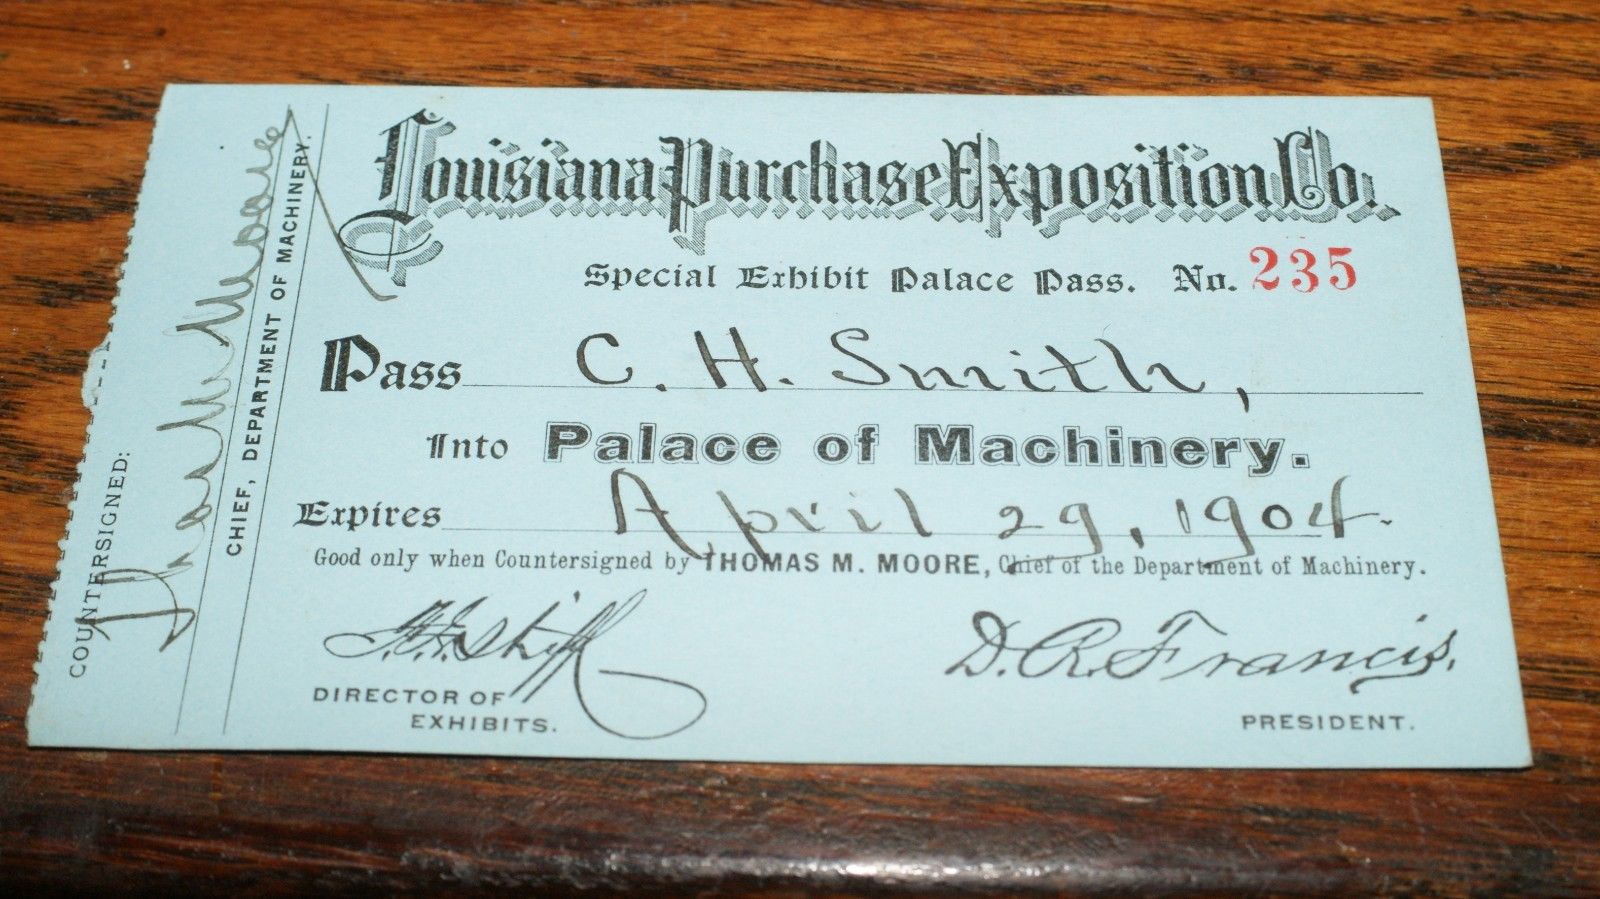 Louisiana Purchase Exposition Co.
Special Exhibit Palace Pass. No. 235
Pass C. H. Smith,
Into Palace of Machinery.
Expires April 29, 1904.
Good only when Countersigned by THOMAS M. MOORE, Chief of the Department of Machinery.
D. R. Francis.
DIRECTOR OF
EXHIBITS.
PRESIDENT.
COUNTERSIGNED:
Thos M Moore
CHIEF, DEPARTMENT OF MACHINERY.